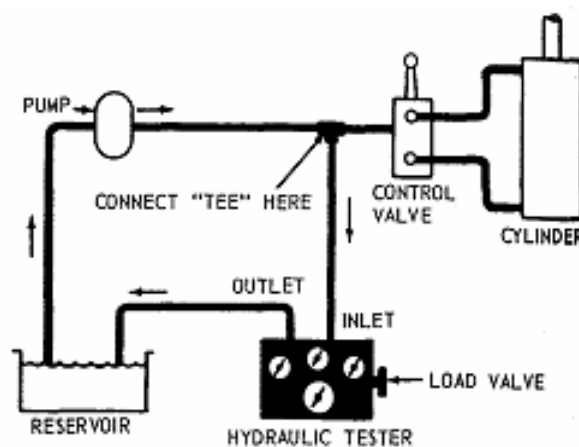 PUMP
CONNECT "TEE" HERE
CONTROL
VALVE
CYLINDER
OUTLET
INLET
LOAD VALVE
RESERVOIR
HYDRAULIC TESTER